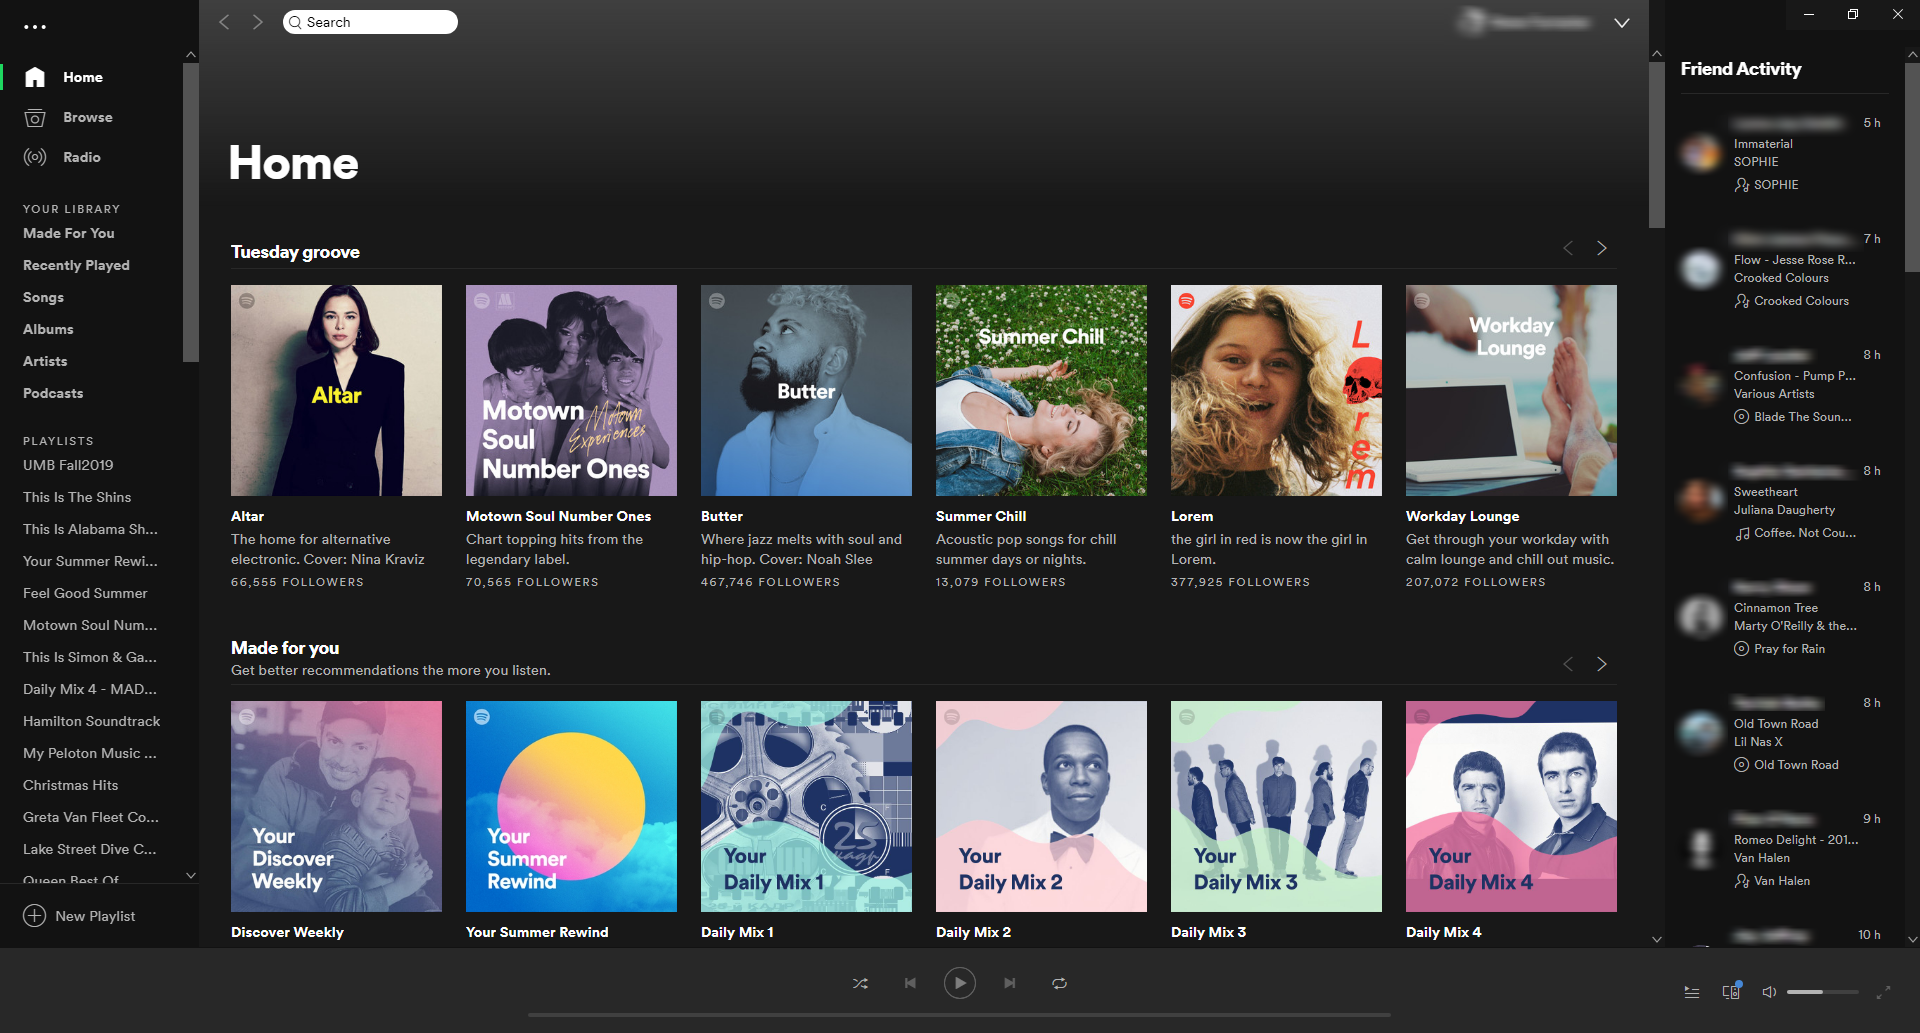 Search
Home
Browse
Radio
YOUR LIBRARY
Made For You
Recently Played
Songs
Albums
Artists
Podcasts
PLAYLISTS
UMB Fall2019
This Is The Shins
This Is Alabama Sh...
Your Summer Rewi...
Feel Good Summer
Motown Soul Num...
This Is Simon & Ga...
Daily Mix 4 - MAD...
Hamilton Soundtrack
My Peloton Music ...
Christmas Hits
Greta Van Fleet Co...
Lake Street Dive C...
Queen Best Of
New Playlist
Home
Tuesday groove
Altar
Motown
Soul
Number Ones
Motown
Experiences
Butter
Summer Chill
L
o
r
e
m
Workday
Lounge
Altar
The home for alternative
electronic. Cover: Nina Kraviz
66,555 FOLLOWERS
Motown Soul Number Ones
Chart topping hits from the
legendary label.
70,565 FOLLOWERS
Butter
Where jazz melts with soul and
hip-hop. Cover: Noah Slee
467,746 FOLLOWERS
Summer Chill
Acoustic pop songs for chill
summer days or nights.
13,079 FOLLOWERS
Lorem
the girl in red is now the girl in
Lorem.
377,925 FOLLOWERS
Workday Lounge
Get through your workday with
calm lounge and chill out music.
207,072 FOLLOWERS
Made for you
Get better recommendations the more you listen.
Your
Discover
Weekly
Your
Summer
Rewind
Your
Daily Mix 1
Your
Daily Mix 2
Your
Daily Mix 3
Your
Daily Mix 4
Discover Weekly
Your Summer Rewind
Daily Mix 1
Daily Mix 2
Daily Mix 3
Daily Mix 4
Friend Activity
5 h
Immaterial
SOPHIE
SOPHIE
7 h
Flow - Jesse Rose R...
Crooked Colours
Crooked Colours
8 h
Confusion - Pump P...
Various Artists
Blade The Soun...
8 h
Sweetheart
Juliana Daugherty
Coffee. Not Cou...
8 h
Cinnamon Tree
Marty O'Reilly & the...
Pray for Rain
8 h
Old Town Road
Lil Nas X
Old Town Road
9 h
Romeo Delight - 201...
Van Halen
Van Halen
10 h